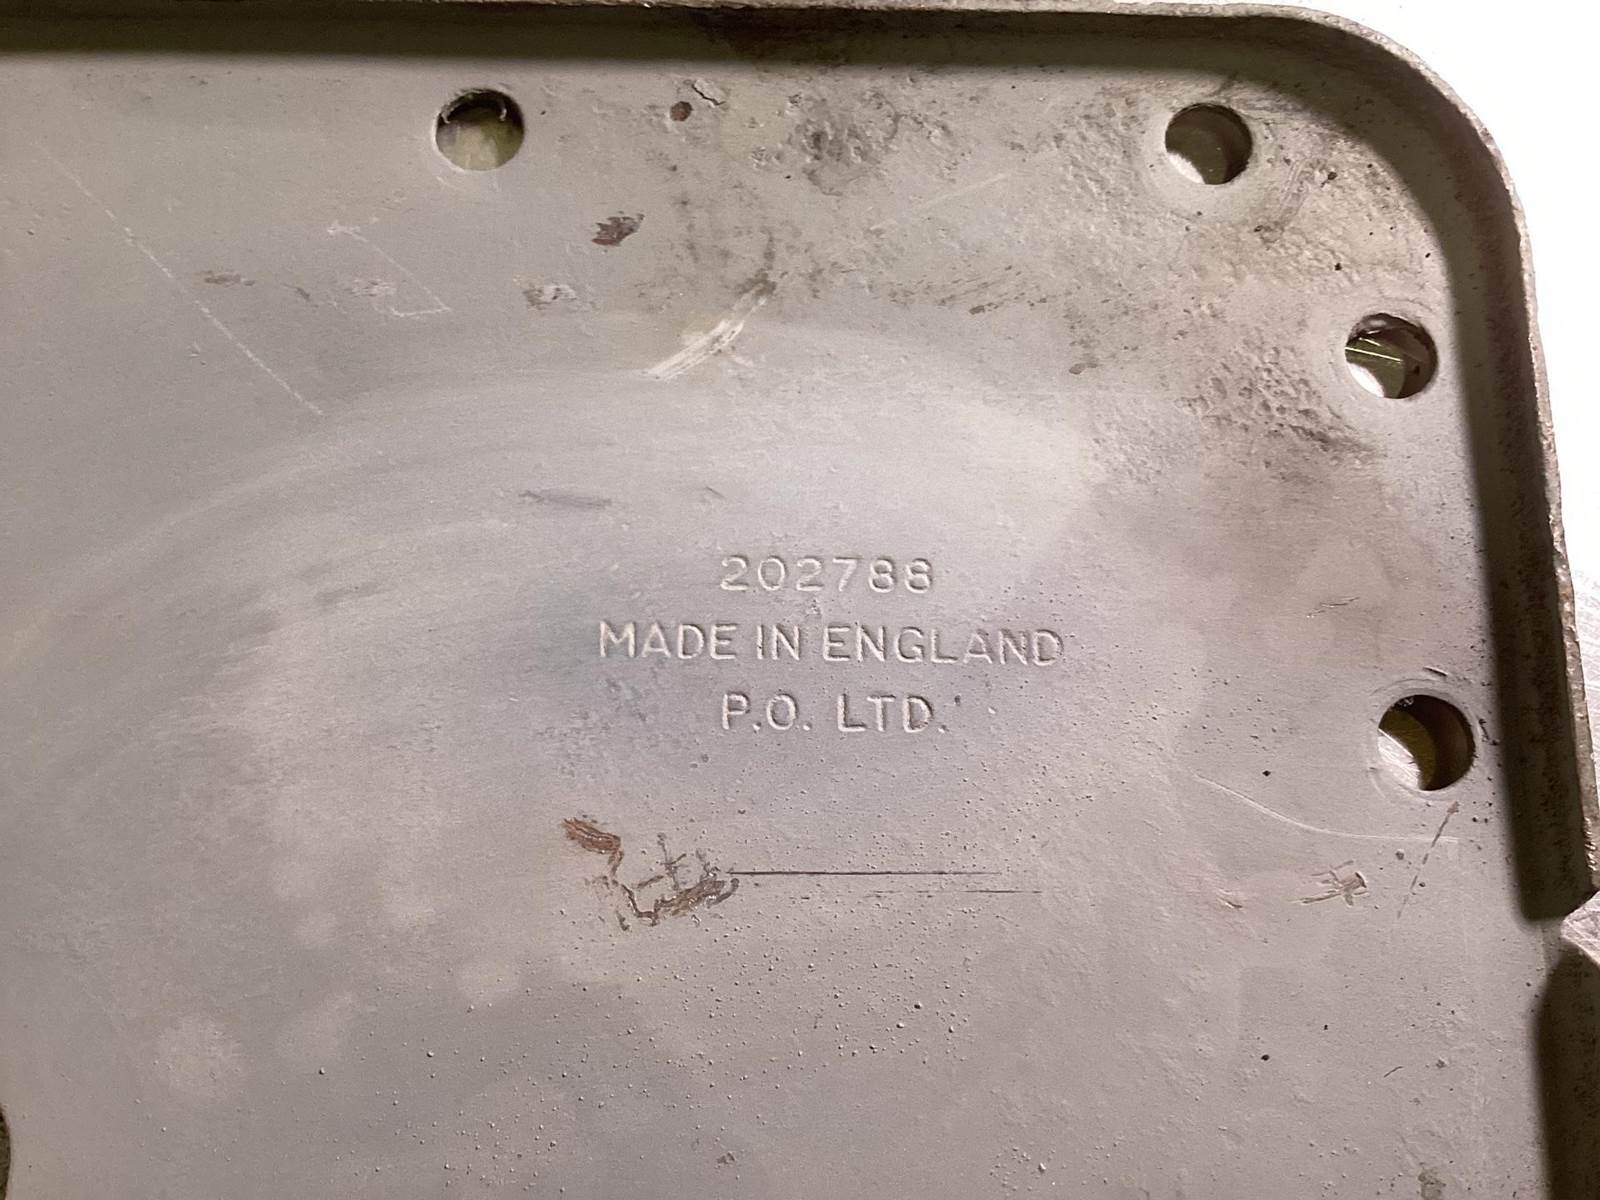 202788
MADE IN ENGLAND
P.O. LTD.